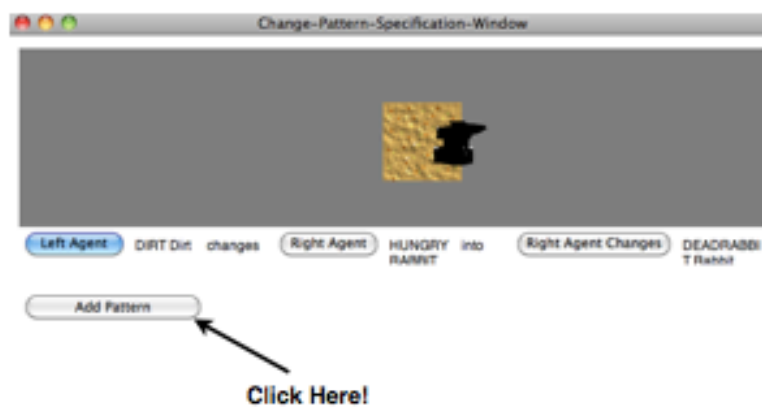 Change-Pattern-Specification-Window
Left Agent DIRT Dirt changes Right Agent HUNGRY into Right Agent Changes DEADRABBI
RABBIT T Rabbit
Add Pattern
Click Here!